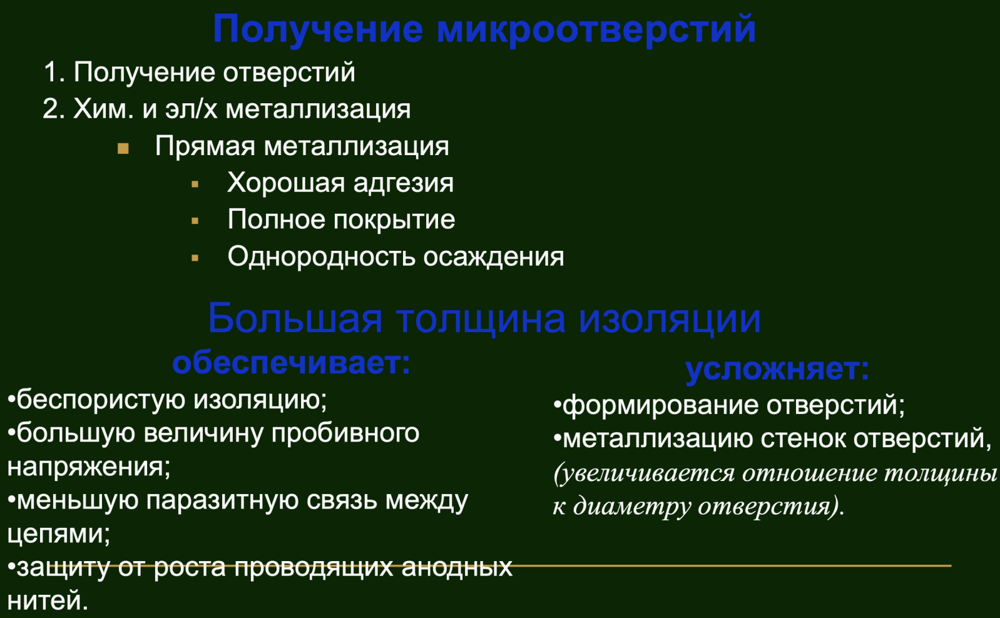 Получение микроотверстий
1. Получение отверстий
2. Хим. и эл/х металлизация
▪ Прямая металлизация
▪ Хорошая адгезия
▪ Полное покрытие
▪ Однородность осаждения
Большая толщина изоляции
обеспечивает:
•беспористую изоляцию;
•большую величину пробивного
напряжения;
•меньшую паразитную связь между
цепями;
•защиту от роста проводящих анодных
нитей.
усложняет:
•формирование отверстий;
•металлизацию стенок отверстий,
(увеличивается отношение толщины
к диаметру отверстия).